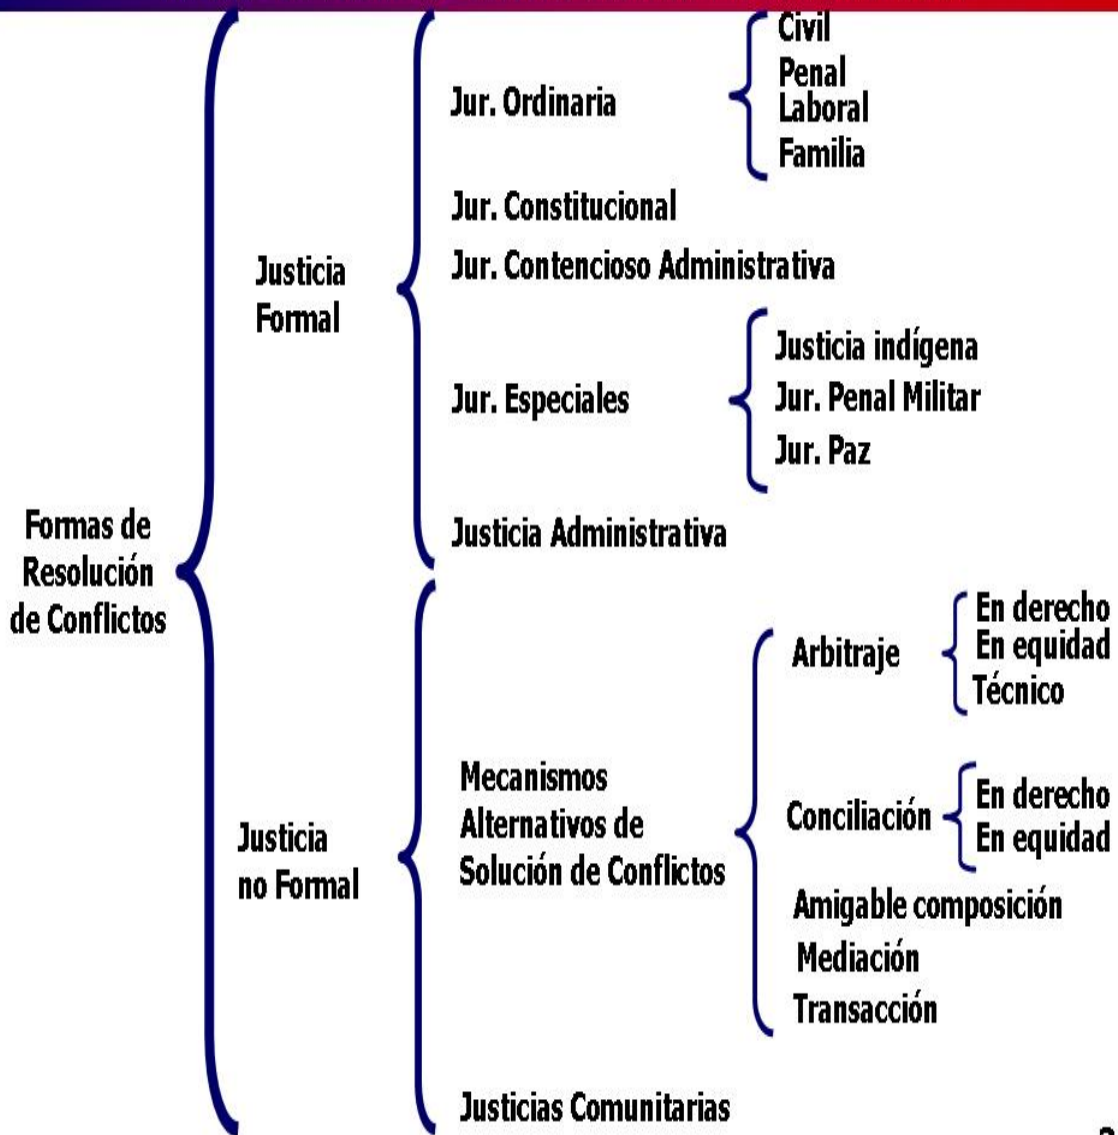 Formas de
Resolución
de Conflictos
Justicia
Formal
Jur. Ordinaria
Civil
Penal
Laboral
Familia
Jur. Constitucional
Jur. Contencioso Administrativa
Jur. Especiales
Justicia indígena
Jur. Penal Militar
Jur. Paz
Justicia Administrativa
Justicia
no Formal
Mecanismos
Alternativos de
Solución de Conflictos
Arbitraje
En derecho
En equidad
Técnico
Conciliación
En derecho
En equidad
Amigable composición
Mediación
Transacción
Justicias Comunitarias